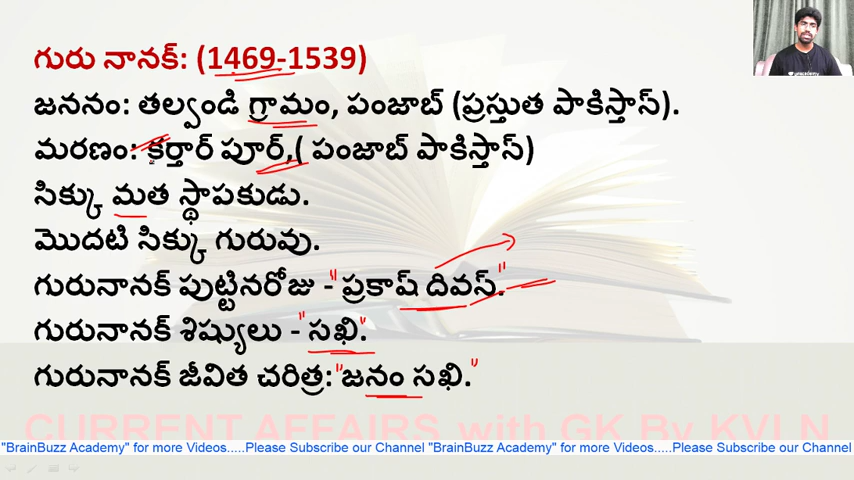 గురు నానక్: (1469-1539)
జననం: తల్వండి గ్రామం, పంజాబ్ (ప్రస్తుత పాకిస్తాన్).
మరణం: కర్తార్ పూర్,( పంజాబ్ పాకిస్తాన్)
సిక్కు మత స్థాపకుడు.
మొదటి సిక్కు గురువు.
గురునానక్ పుట్టినరోజు - "ప్రకాష్ దివస్."
గురునానక్ శిష్యులు - "సఖి".
గురునానక్ జీవిత చరిత్ర: "జనం సఖి."
CURRENT AFFAIRS with GK By KVLN
"BrainBuzz Academy" for more Videos.....Please Subscribe our Channel "BrainBuzz Academy" for more Videos.....Please Subscribe our Channel
unacademy